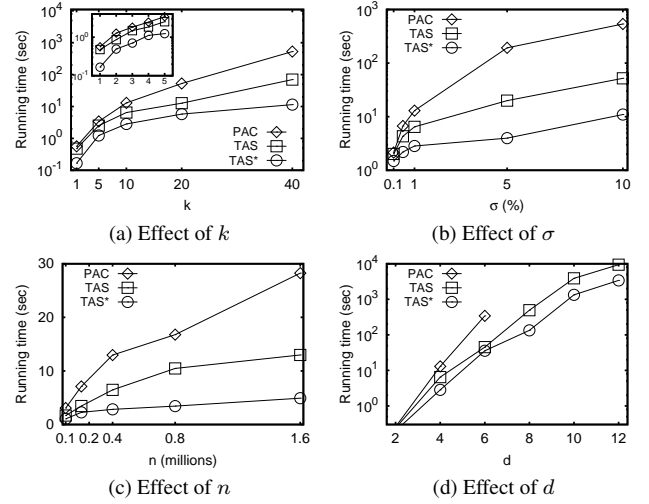 Running time (sec)
10^4
10^3
10^2
10^1
10^0
10^-1
10^0
10^-1
1 2 3 4 5
PAC
TAS
TAS*
1 5 10 20 40
k
(a) Effect of k
Running time (sec)
10^3
10^2
10^1
10^0
PAC
TAS
TAS*
0.1 1 5 10
σ (%)
(b) Effect of σ
Running time (sec)
30
20
10
0
PAC
TAS
TAS*
0.1 0.2 0.4 0.8 1.6
n (millions)
(c) Effect of n
Running time (sec)
10^4
10^3
10^2
10^1
10^0
PAC
TAS
TAS*
2 4 6 8 10 12
d
(d) Effect of d